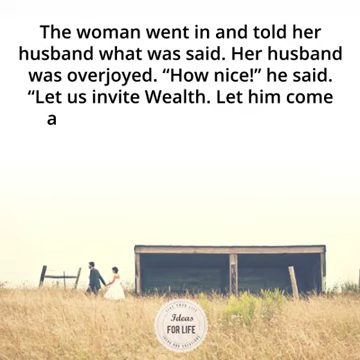 The woman went in and told her
husband what was said. Her husband
was overjoyed. “How nice!” he said.
“Let us invite Wealth. Let him come
a
Ideas
FOR LIFE